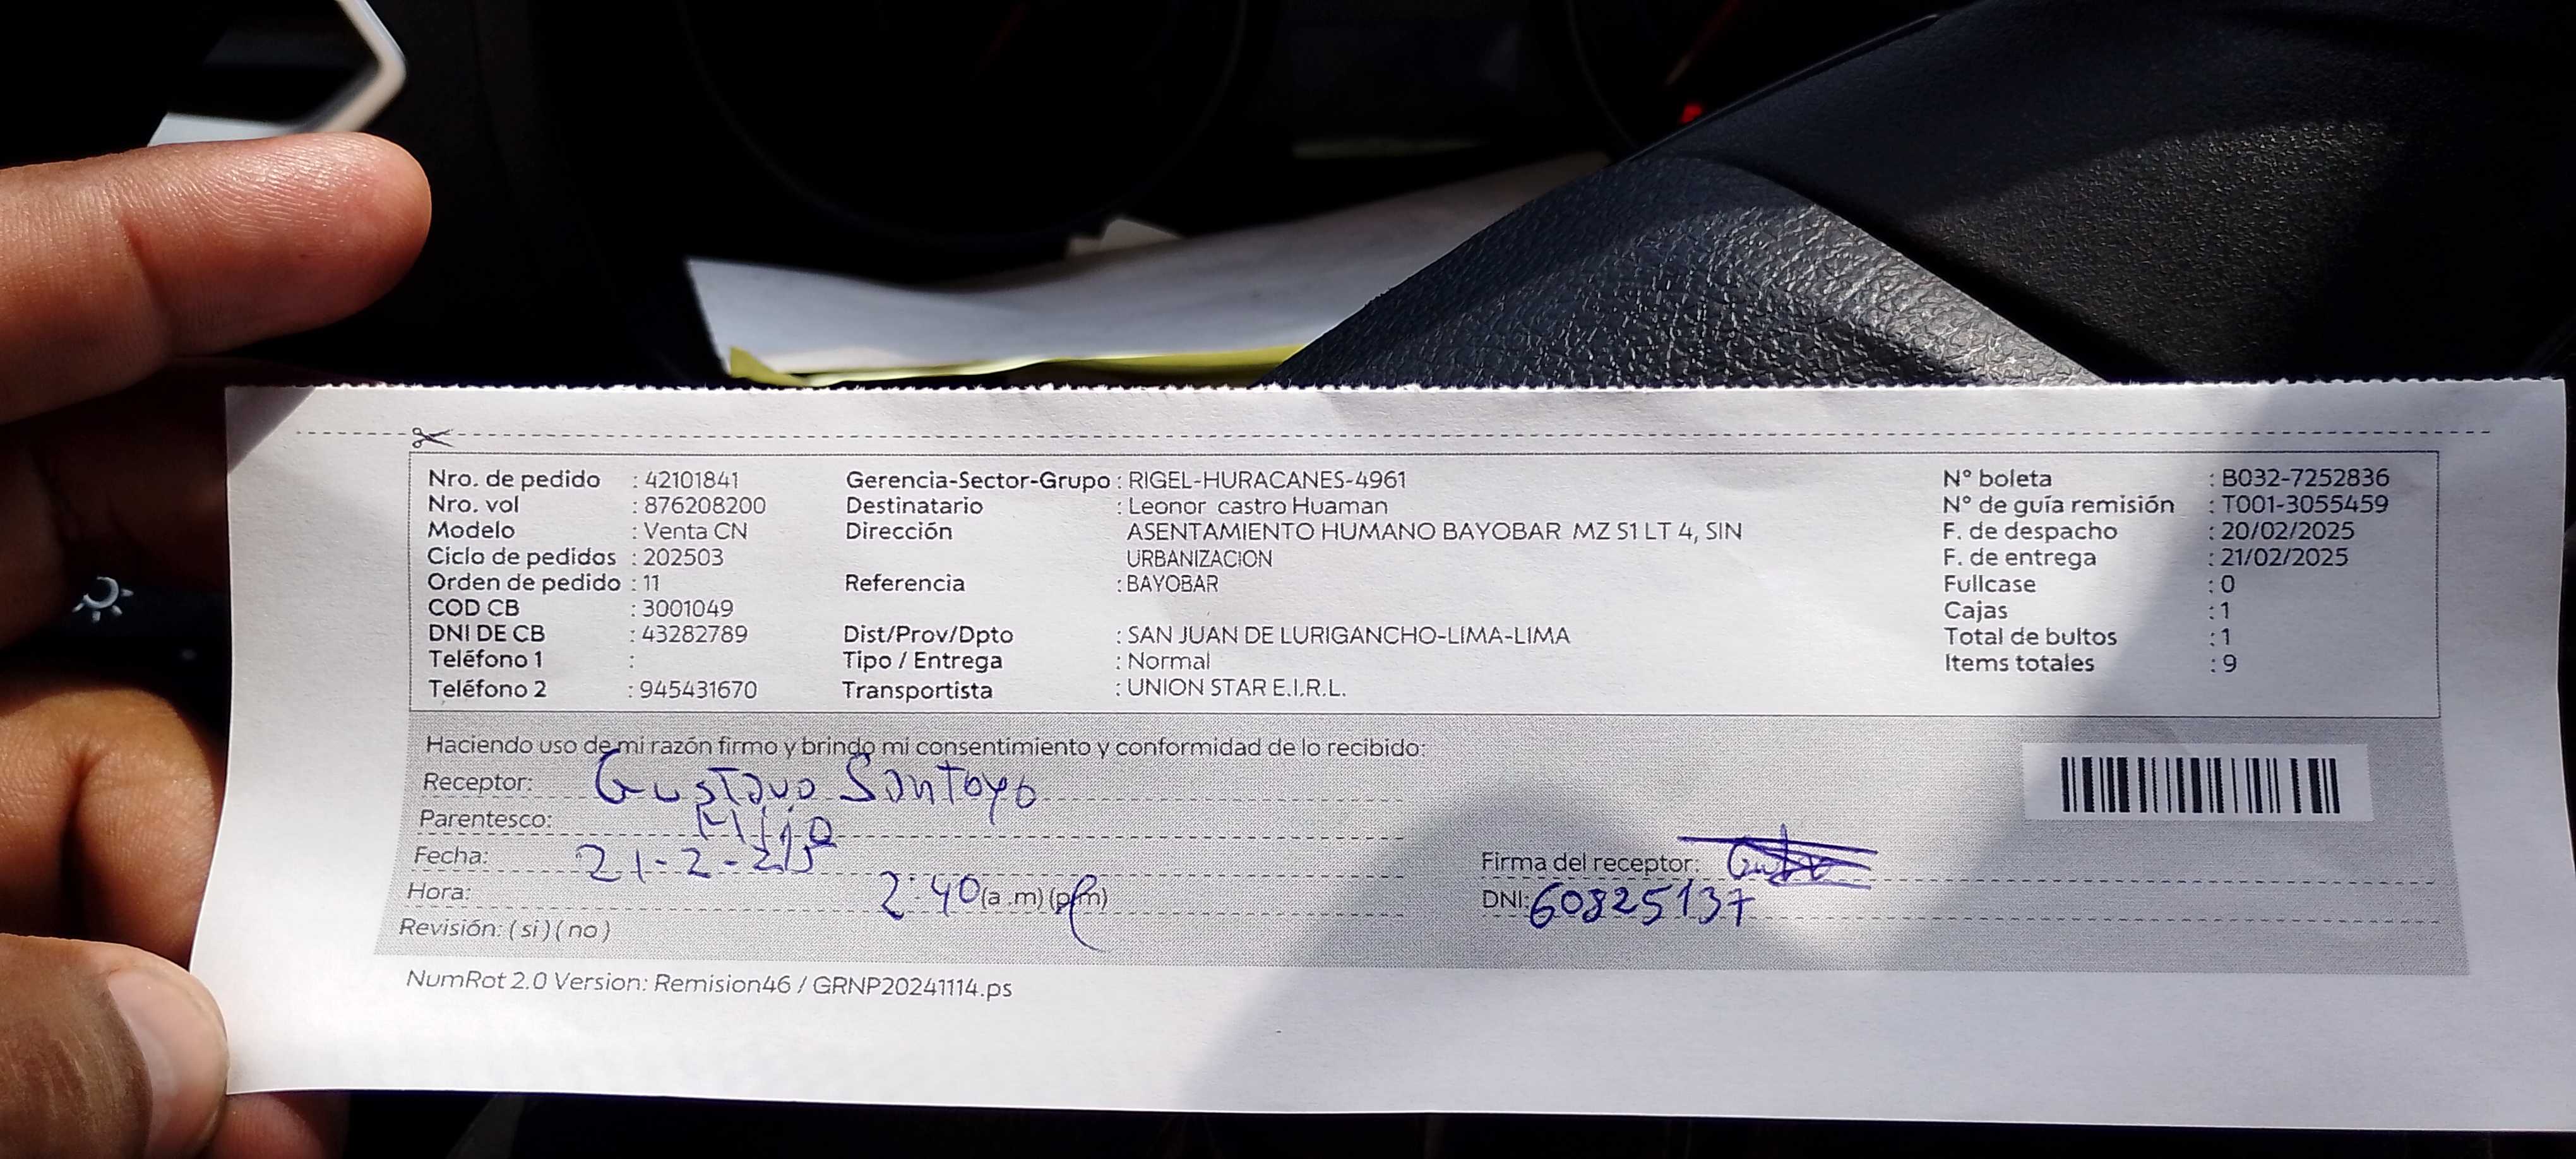 Nro. de pedido : 42101841 Gerencia-Sector-Grupo : RIGEL-HURACANES-4961 N° boleta : B032-7252836
Nro. vol : 876208200 Destinatario : Leonor castro Huaman N° de guía remisión : T001-3055459
Modelo : Venta CN Dirección ASENTAMIENTO HUMANO BAYOBAR MZ S1 LT 4, SIN F. de despacho : 20/02/2025
Ciclo de pedidos : 202503 URBANIZACION F. de entrega : 21/02/2025
Orden de pedido : 11 Referencia : BAYOBAR Fullcase : 0
COD CB : 3001049 Cajas : 1
DNI DE CB : 43282789 Dist/Prov/Dpto : SAN JUAN DE LURIGANCHO-LIMA-LIMA Total de bultos : 1
Teléfono 1 : Tipo / Entrega : Normal Items totales : 9
Teléfono 2 : 945431670 Transportista : UNION STAR E.I.R.L.
Haciendo uso de mi razón firmo y brindo mi consentimiento y conformidad de lo recibido:
Receptor: Gustavo Santoyo
Parentesco: Hijo
Fecha: 21-2-25 Firma del receptor:
Hora: 2:40 (a.m) (p.m) DNI: 60825137
Revisión: ( si ) ( no )
NumRot 2.0 Version: Remision46 / GRNP20241114.ps